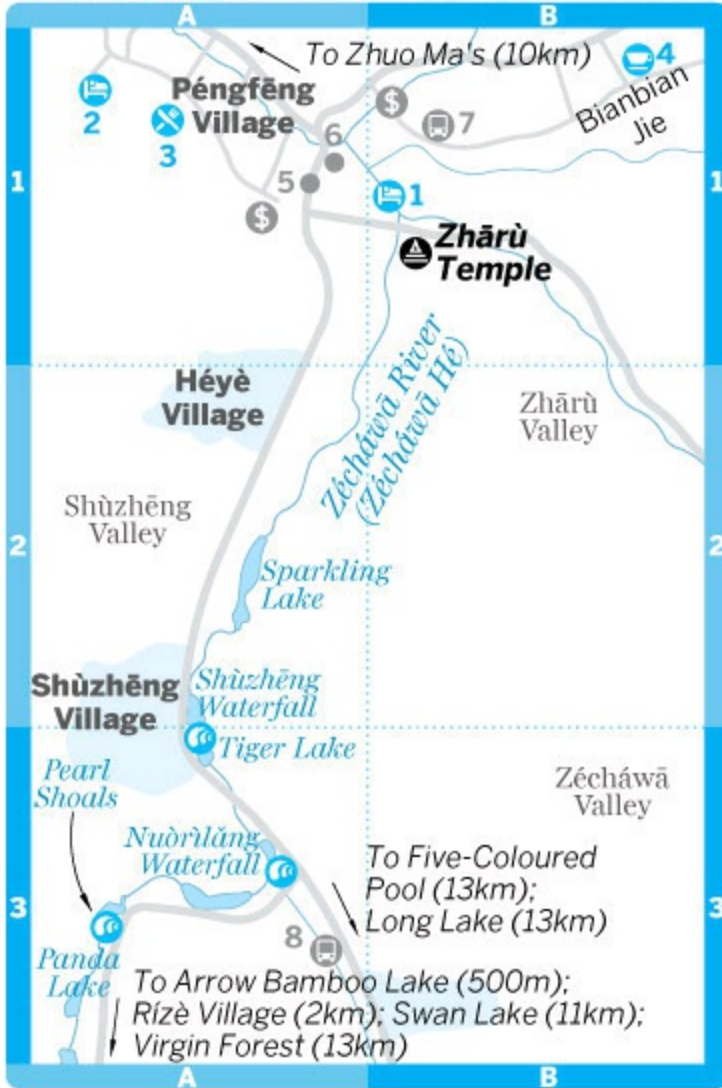 A
B
To Zhuo Ma's (10km)
4
Péngfēng
Village
$
Bianbian
Jie
2
3
6
7
1
5
1
1
$
Zhārù
Temple
Héyè
Village
Zécháwā River
(Zécháwā Hé)
Zhārù
Valley
Shùzhēng
Valley
2
2
Sparkling
Lake
Shùzhēng
Village
Shùzhēng
Waterfall
Tiger Lake
Pearl
Shoals
Zécháwā
Valley
Nuòrìlǎng
Waterfall
To Five-Coloured
Pool (13km);
Long Lake (13km)
3
3
8
Panda
Lake
To Arrow Bamboo Lake (500m);
Rízè Village (2km); Swan Lake (11km);
Virgin Forest (13km)
A
B